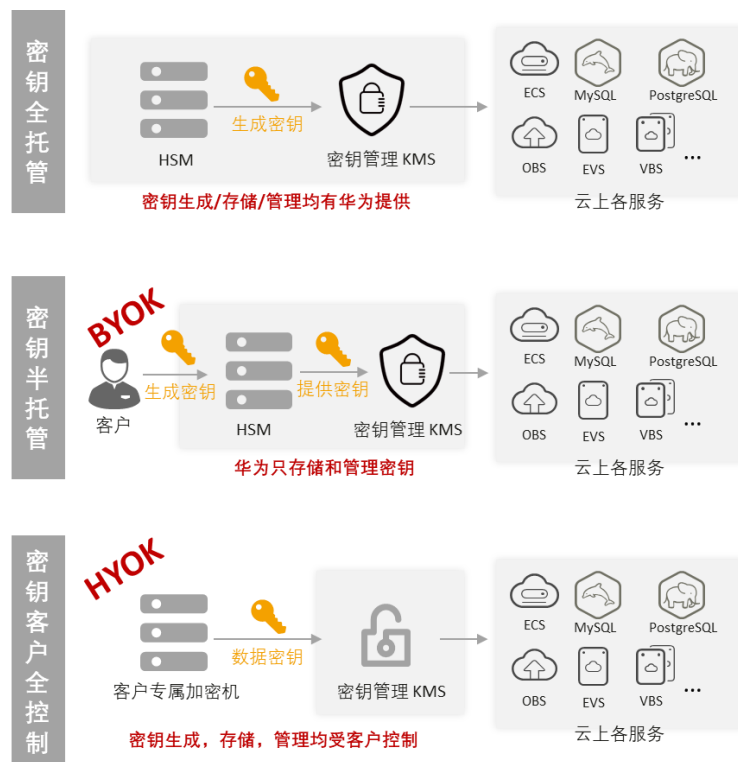 密钥全托管
生成密钥
HSM
密钥管理 KMS
密钥生成/存储/管理均有华为提供
ECS
MySQL
PostgreSQL
OBS
EVS
VBS
...
云上各服务
密钥半托管
BYOK
客户
生成密钥
HSM
提供密钥
密钥管理 KMS
华为只存储和管理密钥
ECS
MySQL
PostgreSQL
OBS
EVS
VBS
...
云上各服务
密钥客户全控制
HYOK
客户专属加密机
数据密钥
密钥管理 KMS
密钥生成，存储，管理均受客户控制
ECS
MySQL
PostgreSQL
OBS
EVS
VBS
...
云上各服务